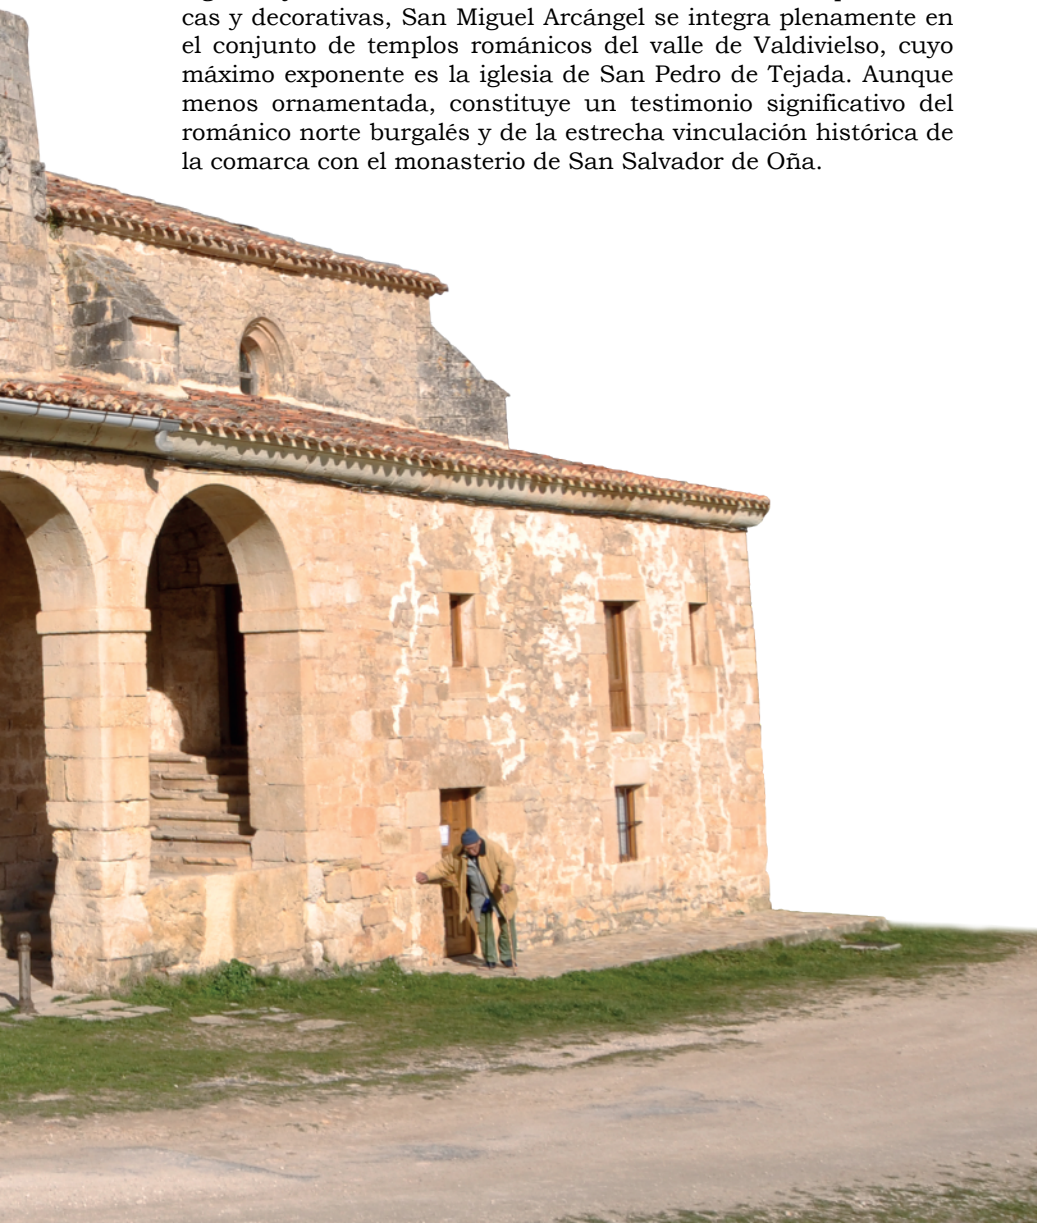 cas y decorativas, San Miguel Arcángel se integra plenamente en
el conjunto de templos románicos del valle de Valdivielso, cuyo
máximo exponente es la iglesia de San Pedro de Tejada. Aunque
menos ornamentada, constituye un testimonio significativo del
románico norte burgalés y de la estrecha vinculación histórica de
la comarca con el monasterio de San Salvador de Oña.